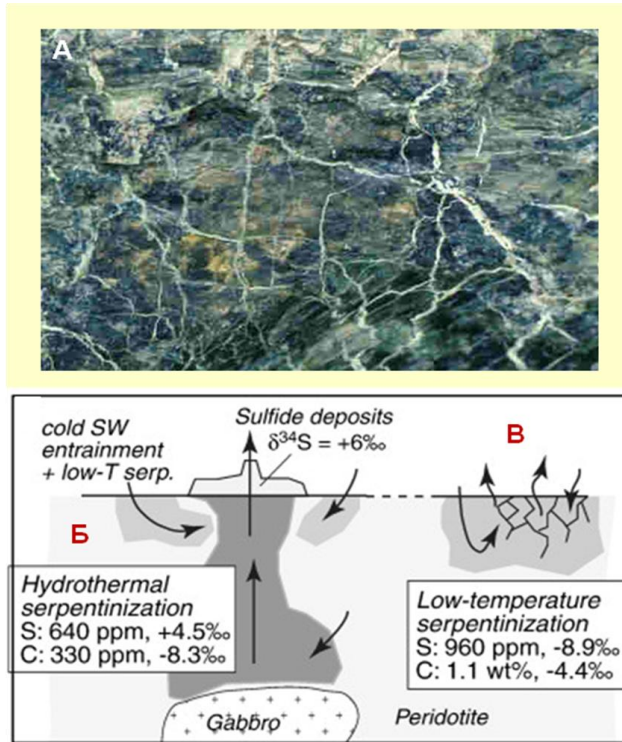 A
cold SW
entrainment
+ low-T serp.
Sulfide deposits
δ34S = +6‰
В
Б
Hydrothermal
serpentinization
S: 640 ppm, +4.5‰
C: 330 ppm, -8.3‰
Low-temperature
serpentinization
S: 960 ppm, -8.9‰
C: 1.1 wt%, -4.4‰
Gabbro
Peridotite